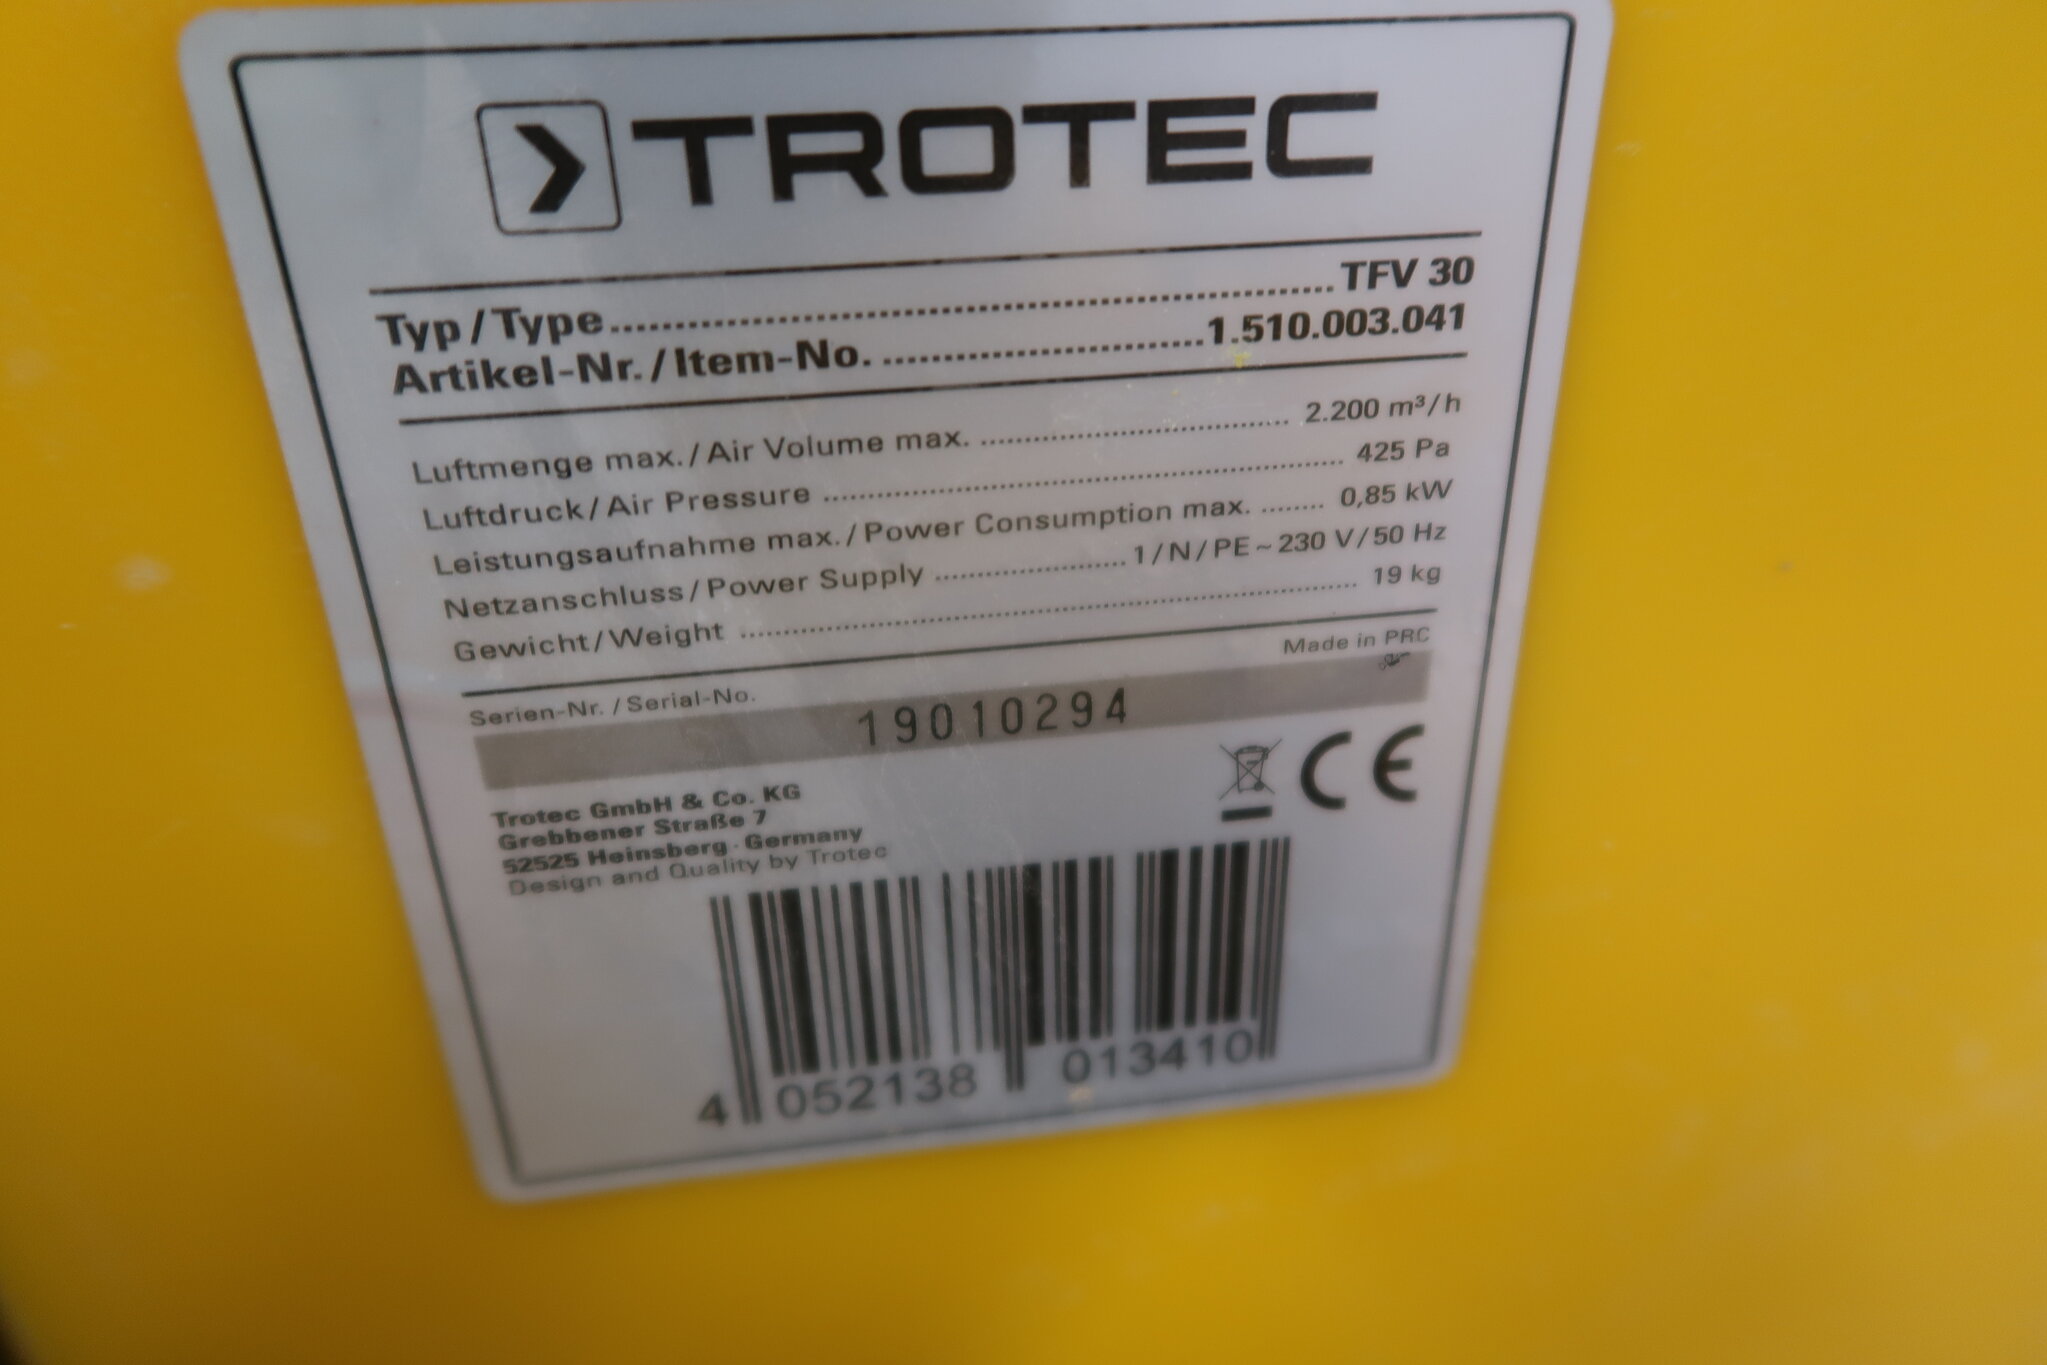 TROTEC
Typ/Type........................TFV 30
Artikel-Nr./Item-No. ........................1.510.003.041
Luftmenge max./Air Volume max. ........................ 2.200 m³/h
Luftdruck/Air Pressure ........................ 425 Pa
Leistungsaufnahme max./Power Consumption max. ........ 0,85 kW
Netzanschluss/Power Supply ........................1/N/PE~230 V/50 Hz
Gewicht/Weight ........................ 19 kg
Made in PRC
Serien-Nr./Serial-No.
19010294
CE
Trotec GmbH & Co. KG
Grebbener Straße 7
52525 Heinsberg · Germany
Design and Quality by Trotec
4 052138 013410